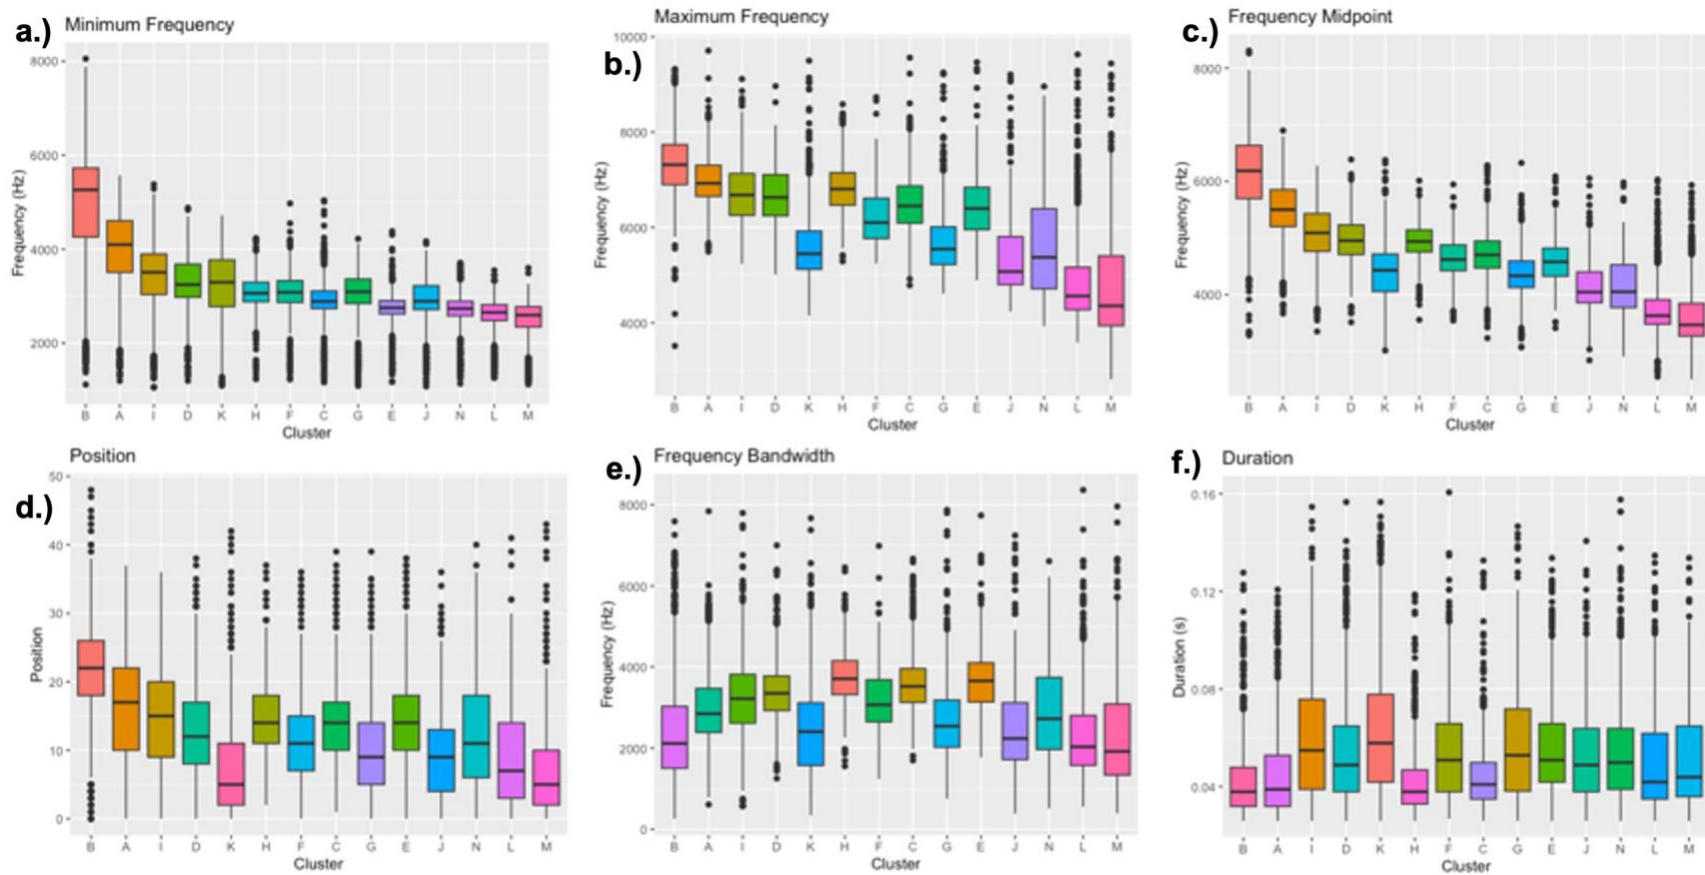 a.) Minimum Frequency
8000
6000
4000
2000
Frequency (Hz)
B A I D K H F C G E J N L M
Cluster
b.) Maximum Frequency
10000
8000
6000
4000
Frequency (Hz)
B A I D K H F C G E J N L M
Cluster
c.) Frequency Midpoint
8000
6000
4000
Frequency (Hz)
B A I D K H F C G E J N L M
Cluster
d.) Position
50
40
30
20
10
0
Position
B A I D K H F C G E J N L M
Cluster
e.) Frequency Bandwidth
8000
6000
4000
2000
0
Frequency (Hz)
B A I D K H F C G E J N L M
Cluster
f.) Duration
0.16
0.12
0.08
0.04
Duration (s)
B A I D K H F C G E J N L M
Cluster